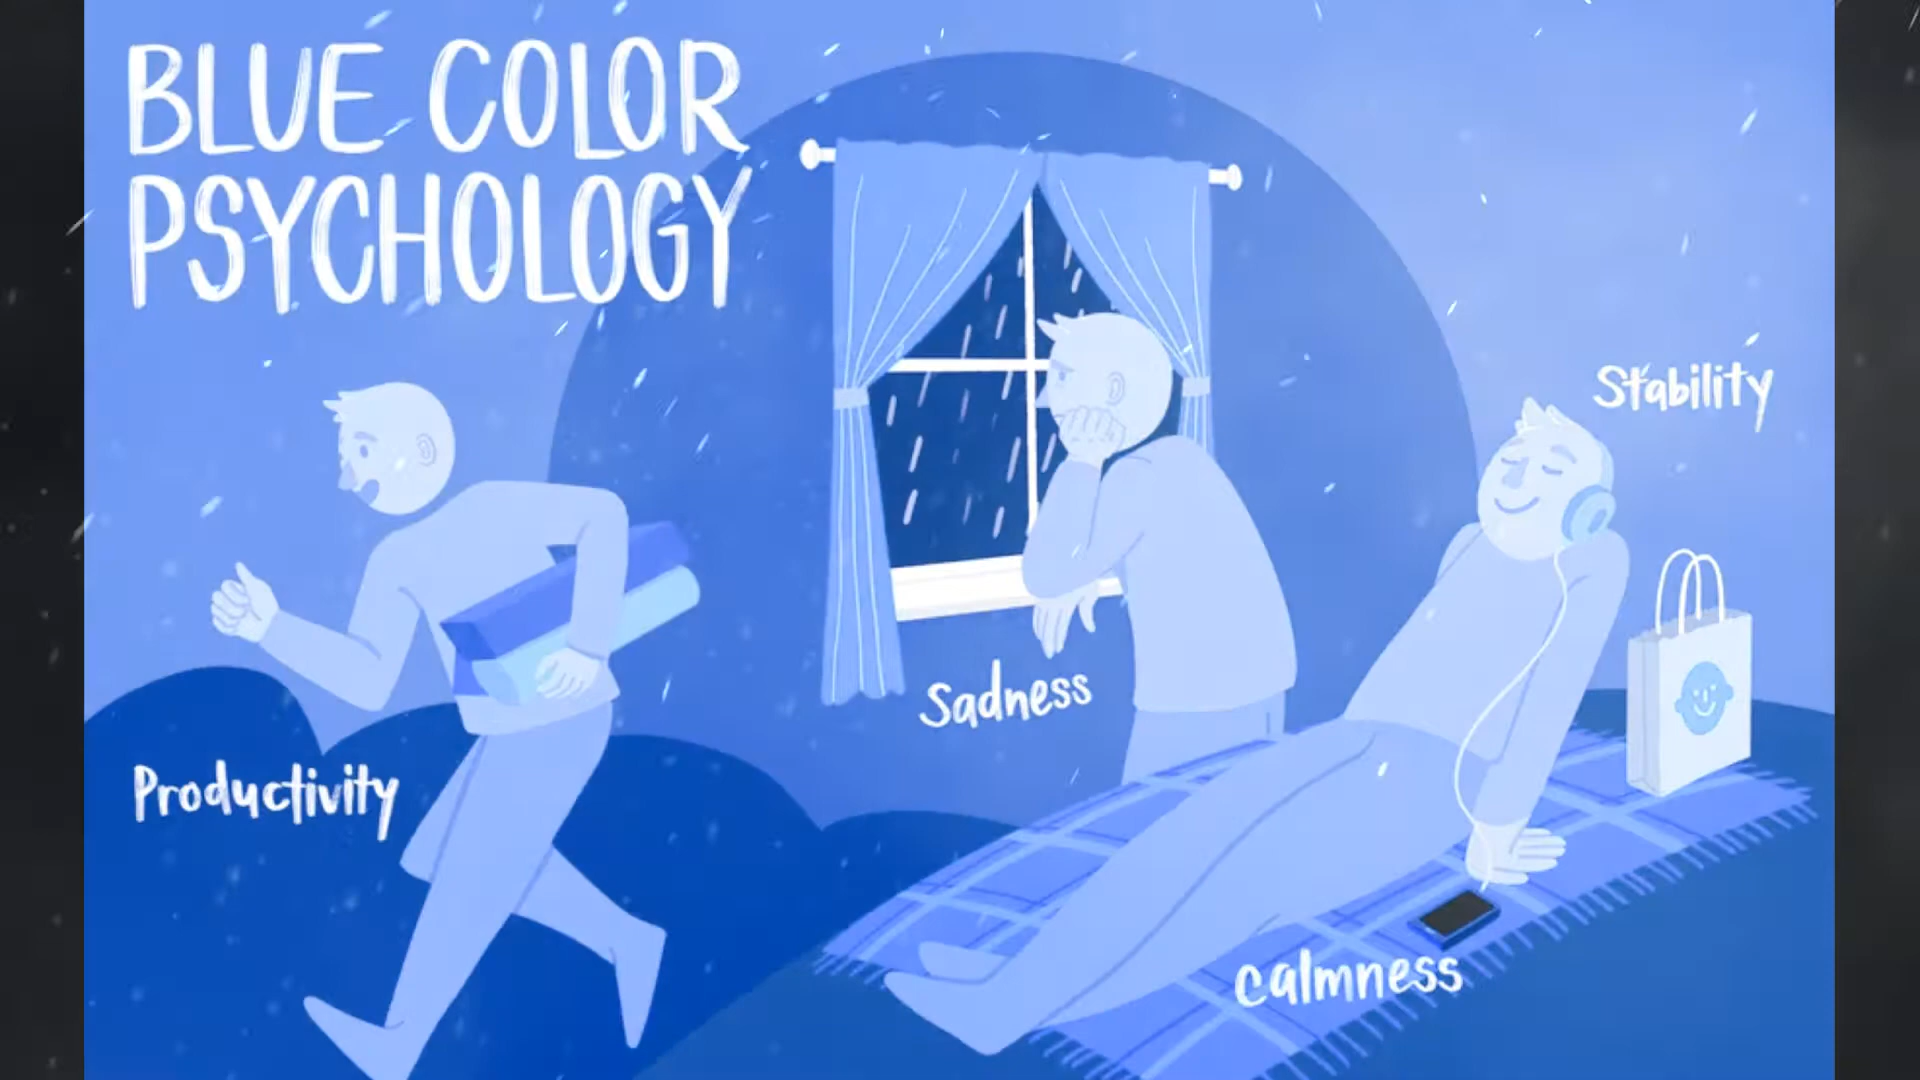 BLUE COLOR
PSYCHOLOGY
Stability
Sadness
Productivity
calmness